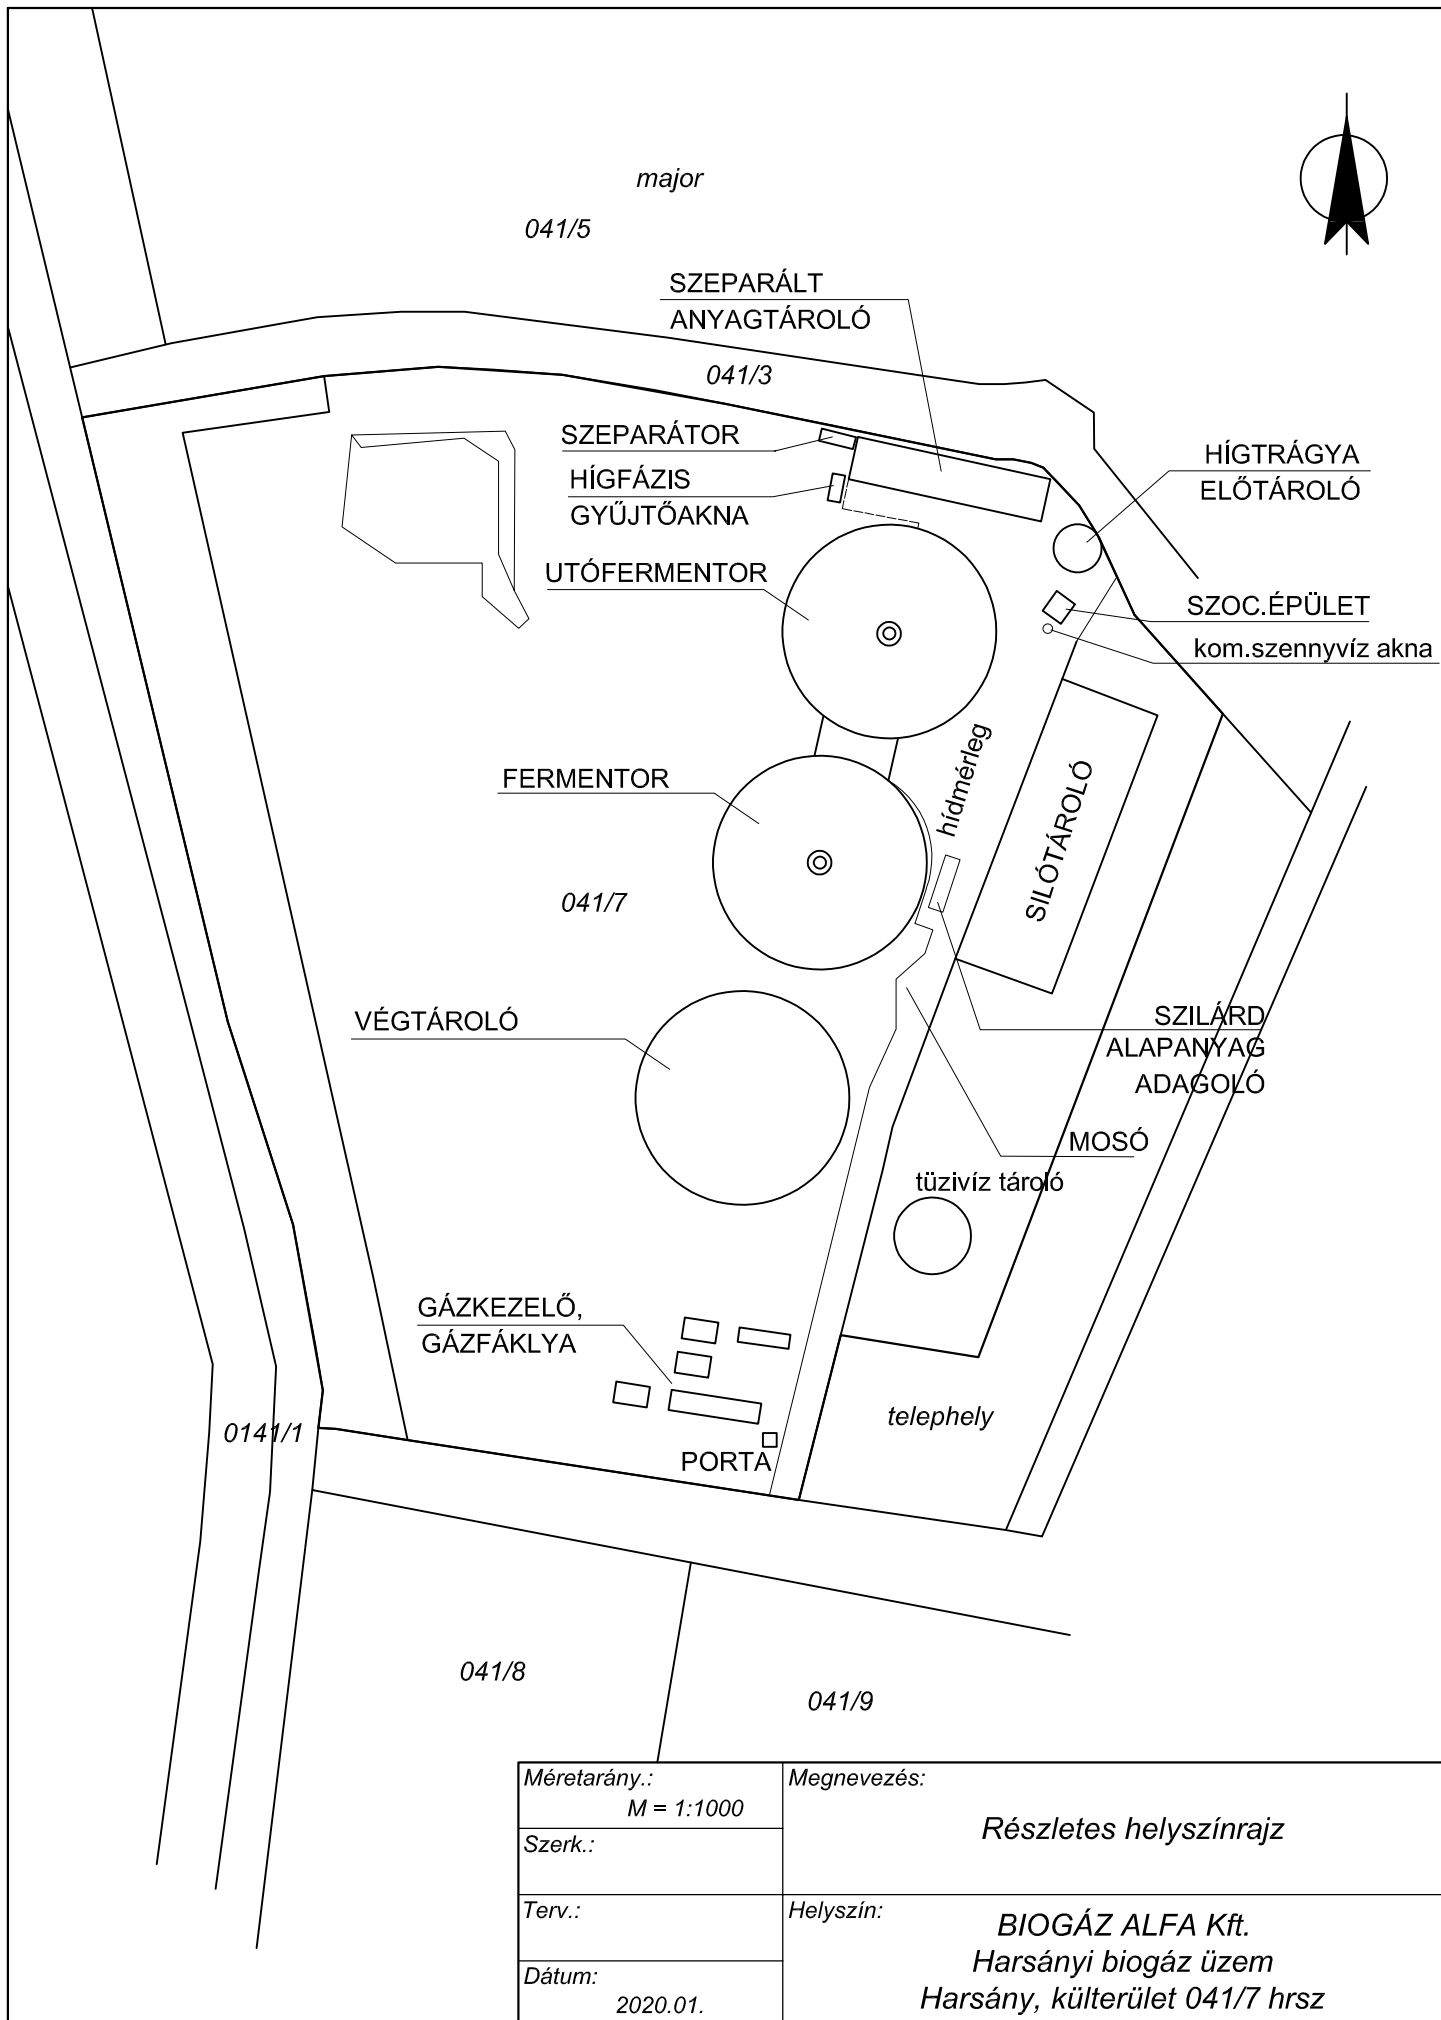 major
041/5
SZEPARÁLT
ANYAGTÁROLÓ
041/3
SZEPARÁTOR
HÍGFÁZIS
GYŰJTŐAKNA
HÍGTRÁGYA
ELŐTÁROLÓ
UTÓFERMENTOR
SZOC.ÉPÜLET
kom.szennyvíz akna
hídmérleg
FERMENTOR
SILÓTÁROLÓ
041/7
VÉGTÁROLÓ
SZILÁRD
ALAPANYAG
ADAGOLÓ
MOSÓ
tüzivíz tároló
GÁZKEZELŐ,
GÁZFÁKLYA
telephely
0141/1
PORTA
041/8
041/9
Méretarány.:
M = 1:1000
Megnevezés:
Részletes helyszínrajz
Szerk.:
Terv.:
Helyszín:
BIOGÁZ ALFA Kft.
Harsányi biogáz üzem
Harsány, külterület 041/7 hrsz
Dátum:
2020.01.